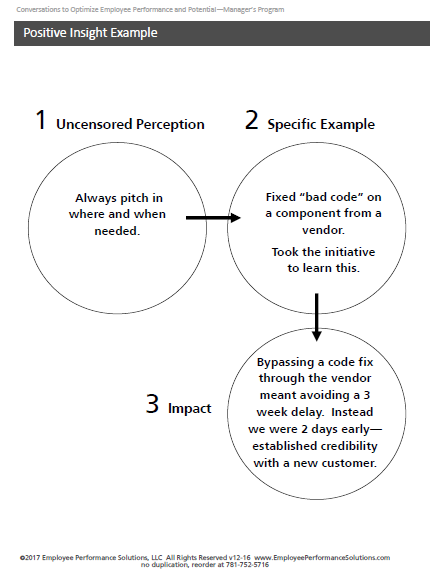 Conversations to Optimize Employee Performance and Potential—Manager's Program
Positive Insight Example
1 Uncensored Perception
2 Specific Example
Always pitch in
where and when
needed.
Fixed “bad code” on
a component from a
vendor.
Took the initiative
to learn this.
3 Impact
Bypassing a code fix
through the vendor
meant avoiding a 3
week delay. Instead
we were 2 days early—
established credibility
with a new customer.
©2017 Employee Performance Solutions, LLC All Rights Reserved v12-16 www.EmployeePerformanceSolutions.com
no duplication, reorder at 781-752-5716